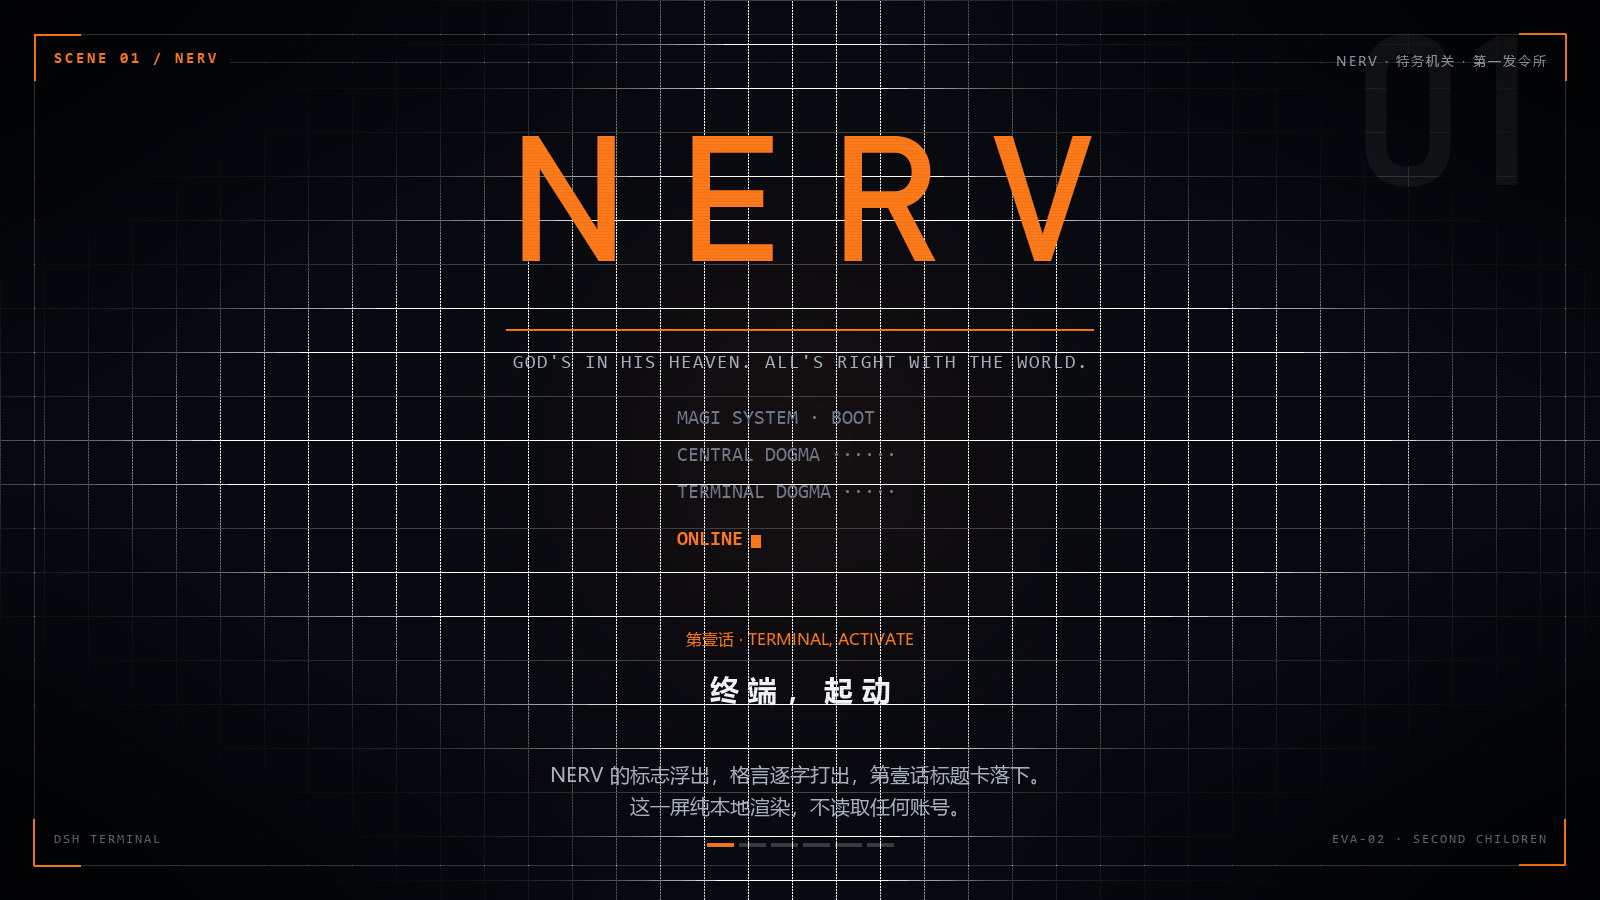 SCENE 01 / NERV
NERV · 特务机关 · 第一发令所
01
NERV
GOD'S IN HIS HEAVEN. ALL'S RIGHT WITH THE WORLD.
MAGI SYSTEM · BOOT
CENTRAL DOGMA ······
TERMINAL DOGMA ·····
ONLINE
第壹话 · TERMINAL, ACTIVATE
终端，起动
NERV 的标志浮出，格言逐字打出，第壹话标题卡落下。
这一屏纯本地渲染，不读取任何账号。
DSH TERMINAL
EVA-02 · SECOND CHILDREN